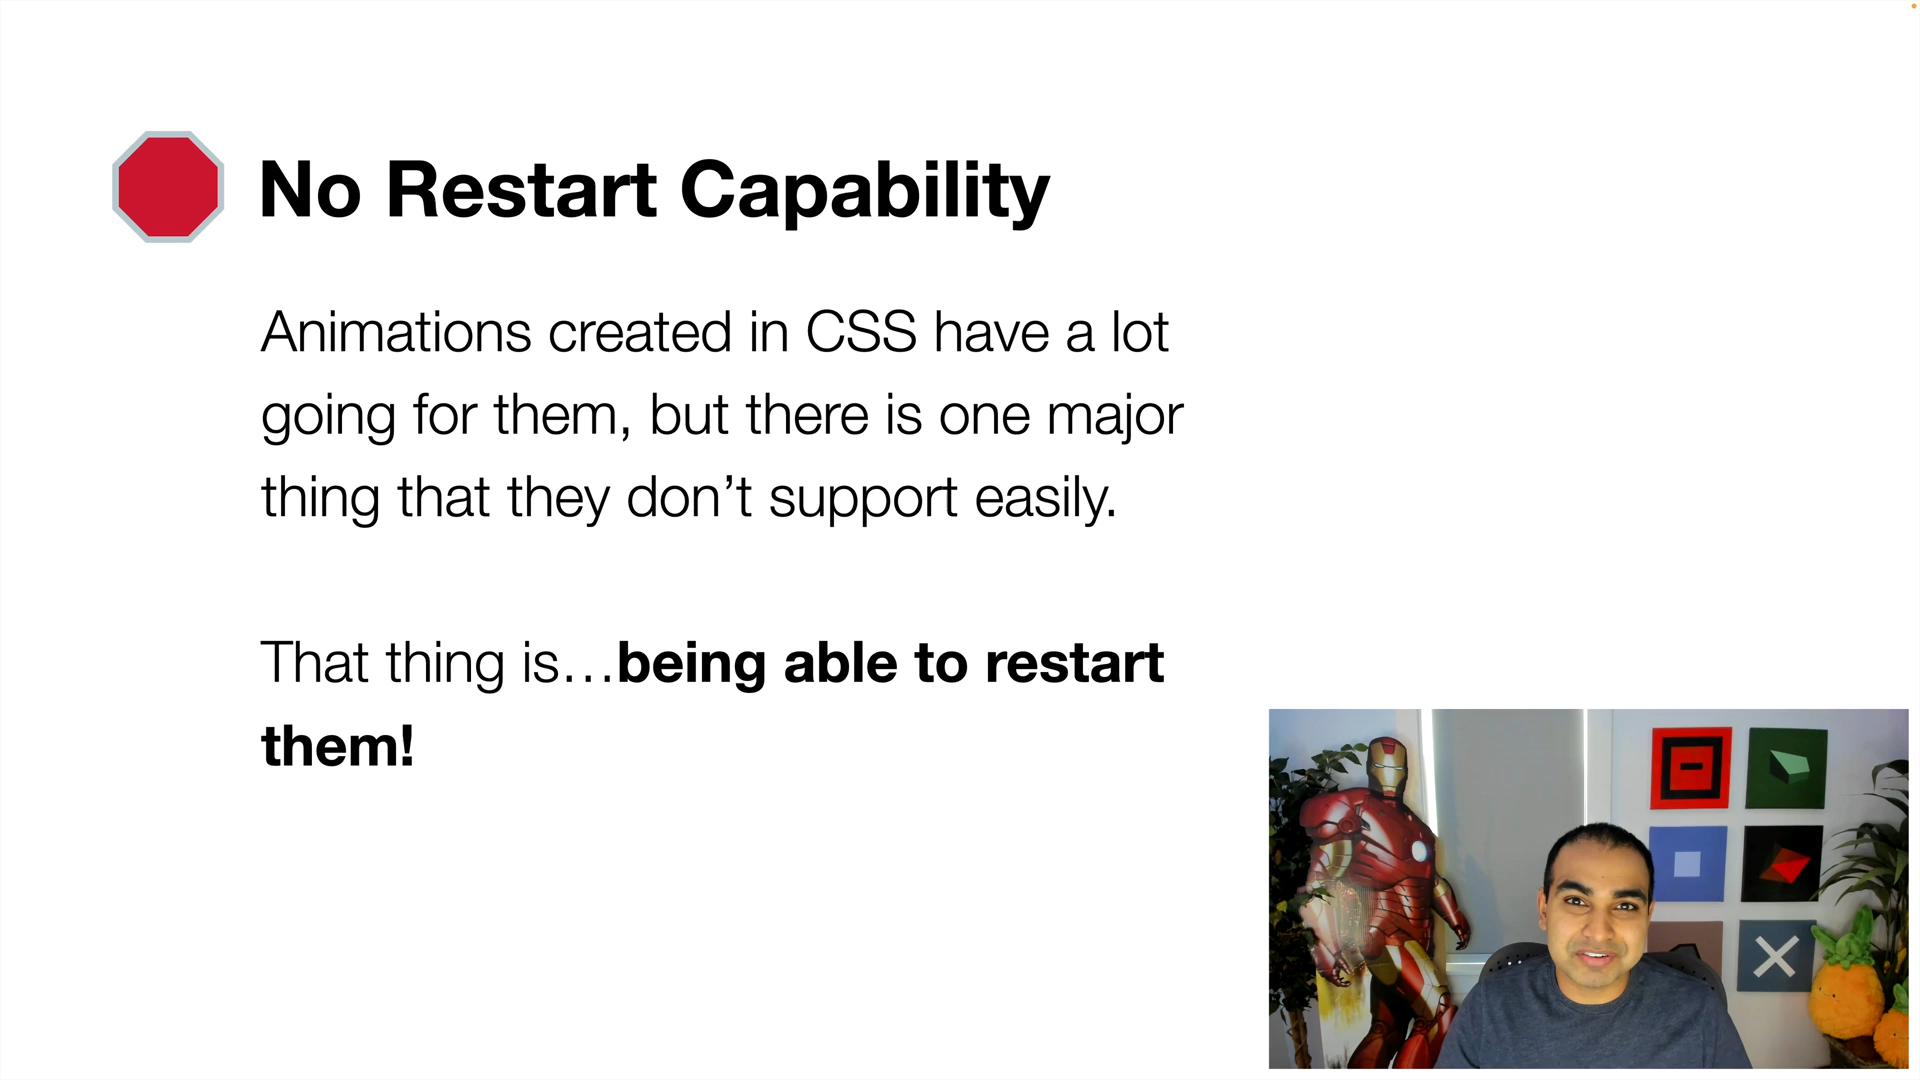 No Restart Capability
Animations created in CSS have a lot
going for them, but there is one major
thing that they don’t support easily.
That thing is…being able to restart
them!